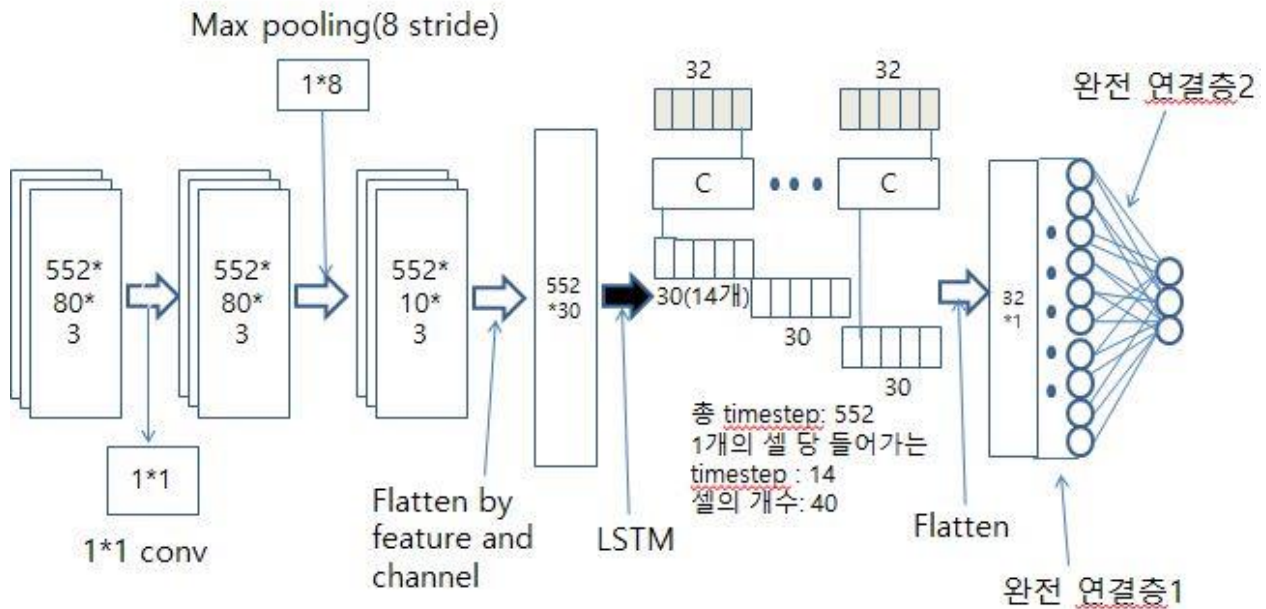 Max pooling(8 stride)
1*8
32
32
완전 연결층2
C
C
552*
80*
3
552*
80*
3
552*
10*
3
552
*30
30(14개)
30
30
32
*1
1*1
1*1 conv
Flatten by
feature and
channel
LSTM
총 timestep: 552
1개의 셀 당 들어가는
timestep : 14
셀의 개수: 40
Flatten
완전 연결층1